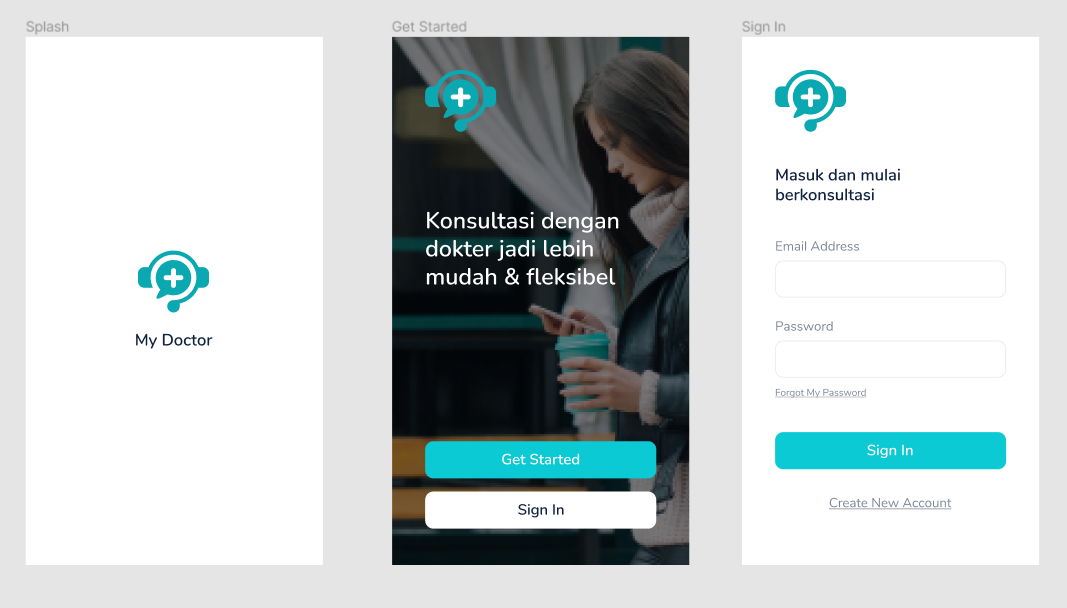 Splash
My Doctor
Get Started
Konsultasi dengan
dokter jadi lebih
mudah & fleksibel
Get Started
Sign In
Sign In
Masuk dan mulai
berkonsultasi
Email Address
Password
Forgot My Password
Sign In
Create New Account